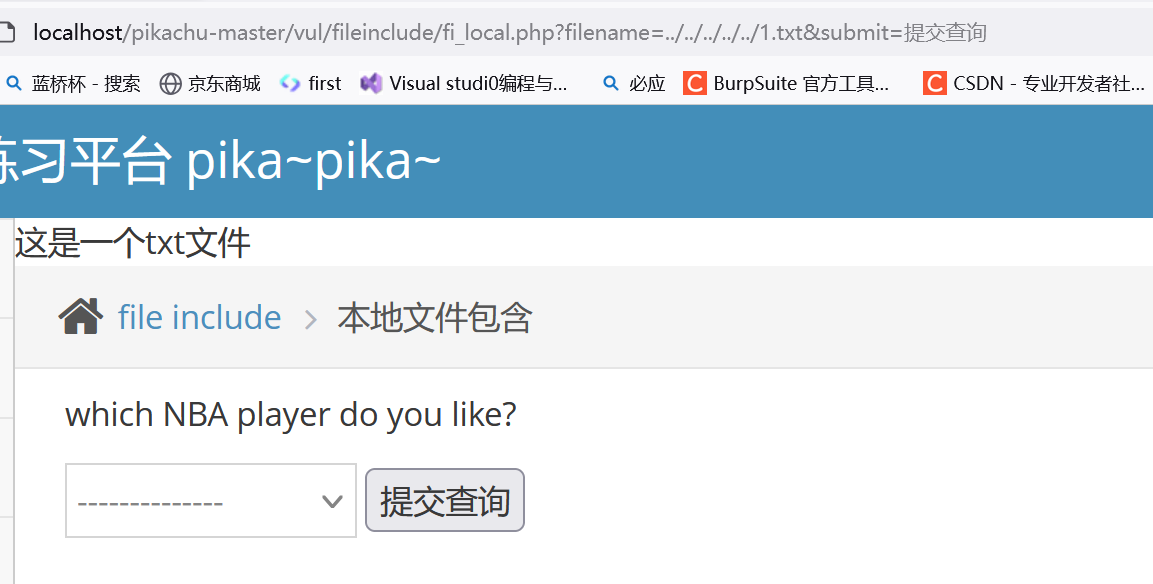 localhost/pikachu-master/vul/fileinclude/fi_local.php?filename=../../../../../1.txt&submit=提交查询
蓝桥杯 - 搜索 京东商城 first Visual studi0编程与... 必应 C BurpSuite 官方工具... C CSDN - 专业开发者社...
习平台 pika~pika~
这是一个txt文件
file include > 本地文件包含
which NBA player do you like?
-------------- 提交查询